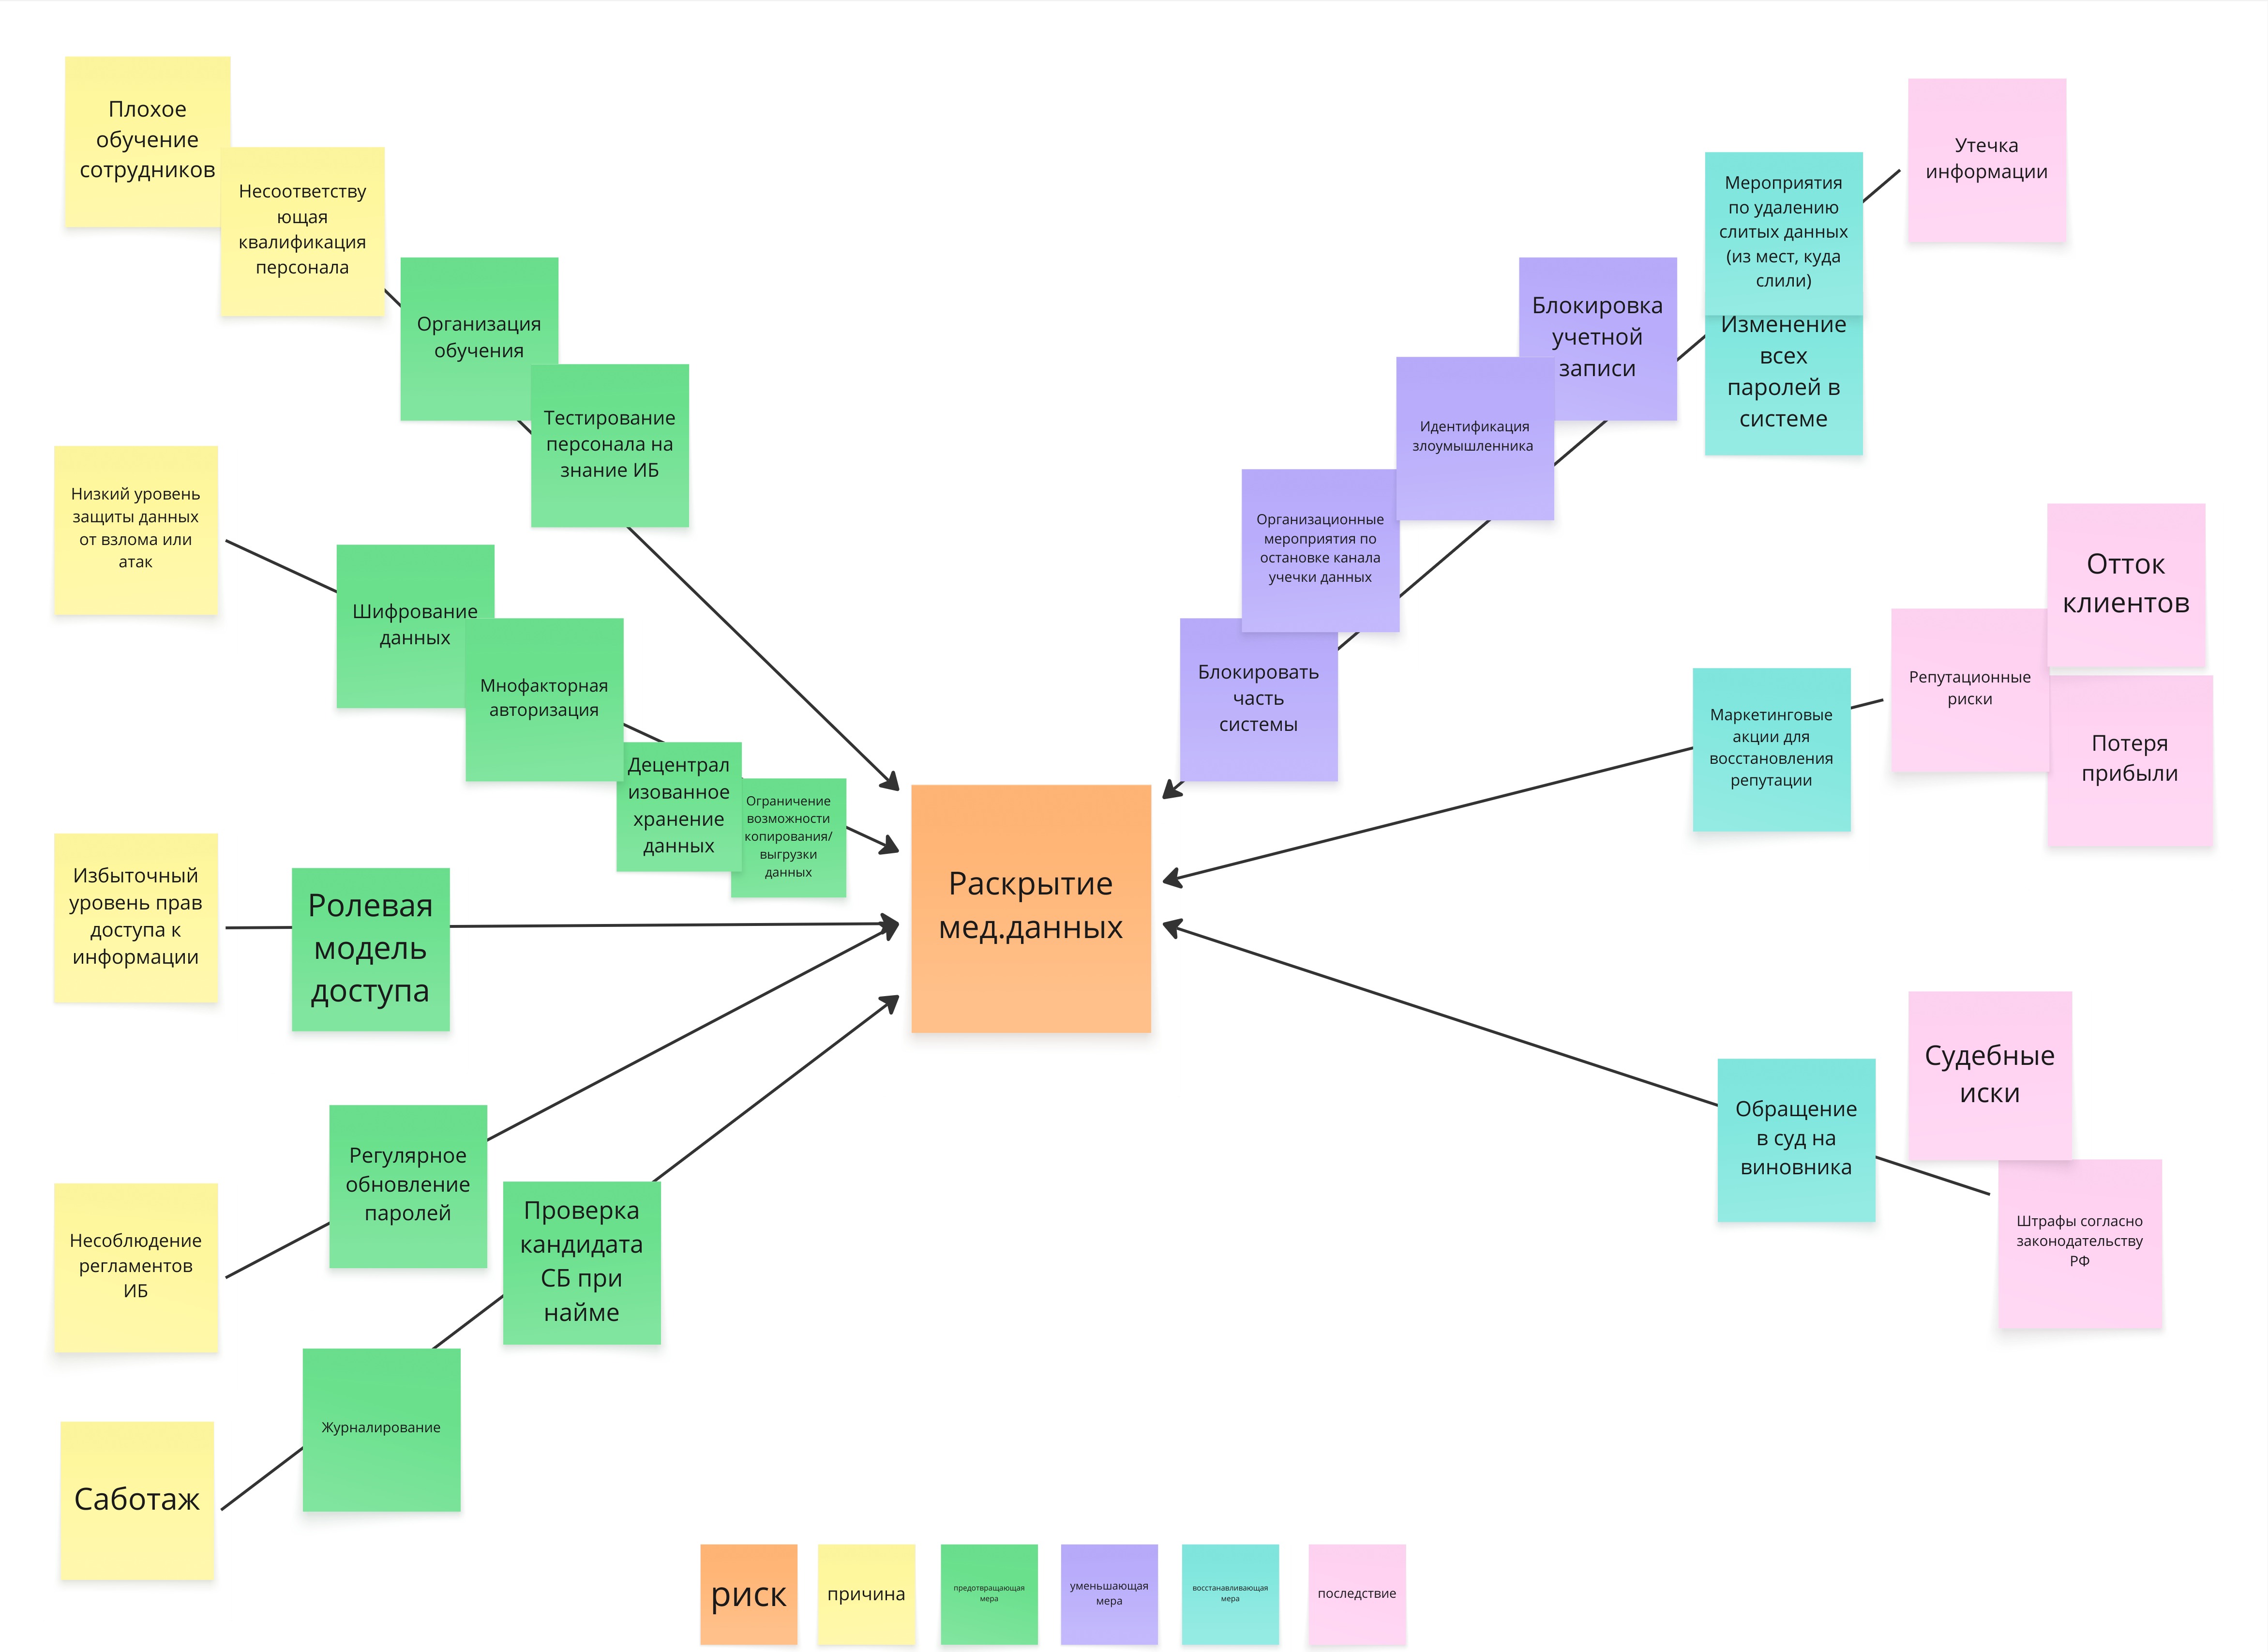 Плохое
обучение
сотрудников
Несоответству
ющая
квалификация
персонала
Организация
обучения
Тестирование
персонала на
знание ИБ
Низкий уровень
защиты данных
от взлома или
атак
Шифрование
данных
Мнофакторная
авторизация
Децентрал
изованное
хранение
данных
Ограничение
возможности
копирования/
выгрузки
данных
Избыточный
уровень прав
доступа к
информации
Ролевая
модель
доступа
Несоблюдение
регламентов
ИБ
Регулярное
обновление
паролей
Саботаж
Журналирование
Проверка
кандидата
СБ при
найме
Раскрытие
мед.данных
Блокировать
часть
системы
Организационные
мероприятия по
остановке канала
учечки данных
Идентификация
злоумышленника
Блокировка
учетной
записи
Мероприятия
по удалению
слитых данных
(из мест, куда
слили)
Изменение
всех
паролей в
системе
Утечка
информации
Маркетинговые
акции для
восстановления
репутации
Репутационные
риски
Отток
клиентов
Потеря
прибыли
Обращение
в суд на
виновника
Судебные
иски
Штрафы согласно
законодательству
РФ
риск
причина
предотвращающая
мера
уменьшающая
мера
восстанавливающая
мера
последствие